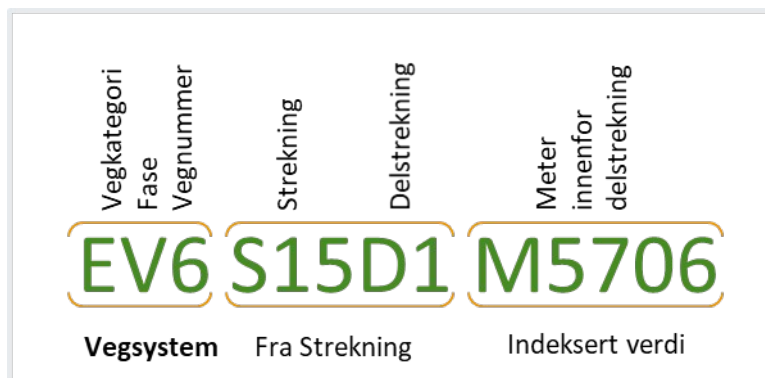 Vegkategori
Fase
Vegnummer
Strekning
Delstrekning
Meter
innenfor
delstrekning
EV6 S15D1 M5706
Vegsystem Fra Strekning Indeksert verdi